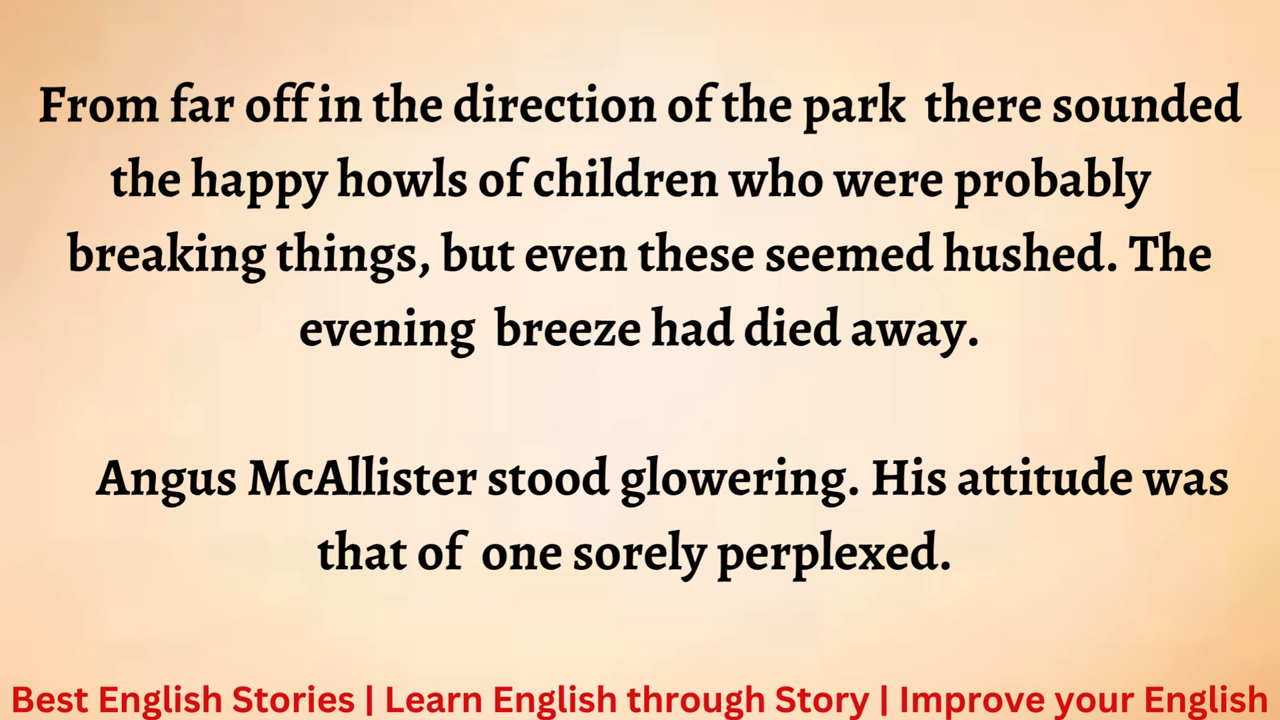 From far off in the direction of the park there sounded
the happy howls of children who were probably
breaking things, but even these seemed hushed. The
evening breeze had died away.
Angus McAllister stood glowering. His attitude was
that of one sorely perplexed.
Best English Stories | Learn English through Story | Improve your English